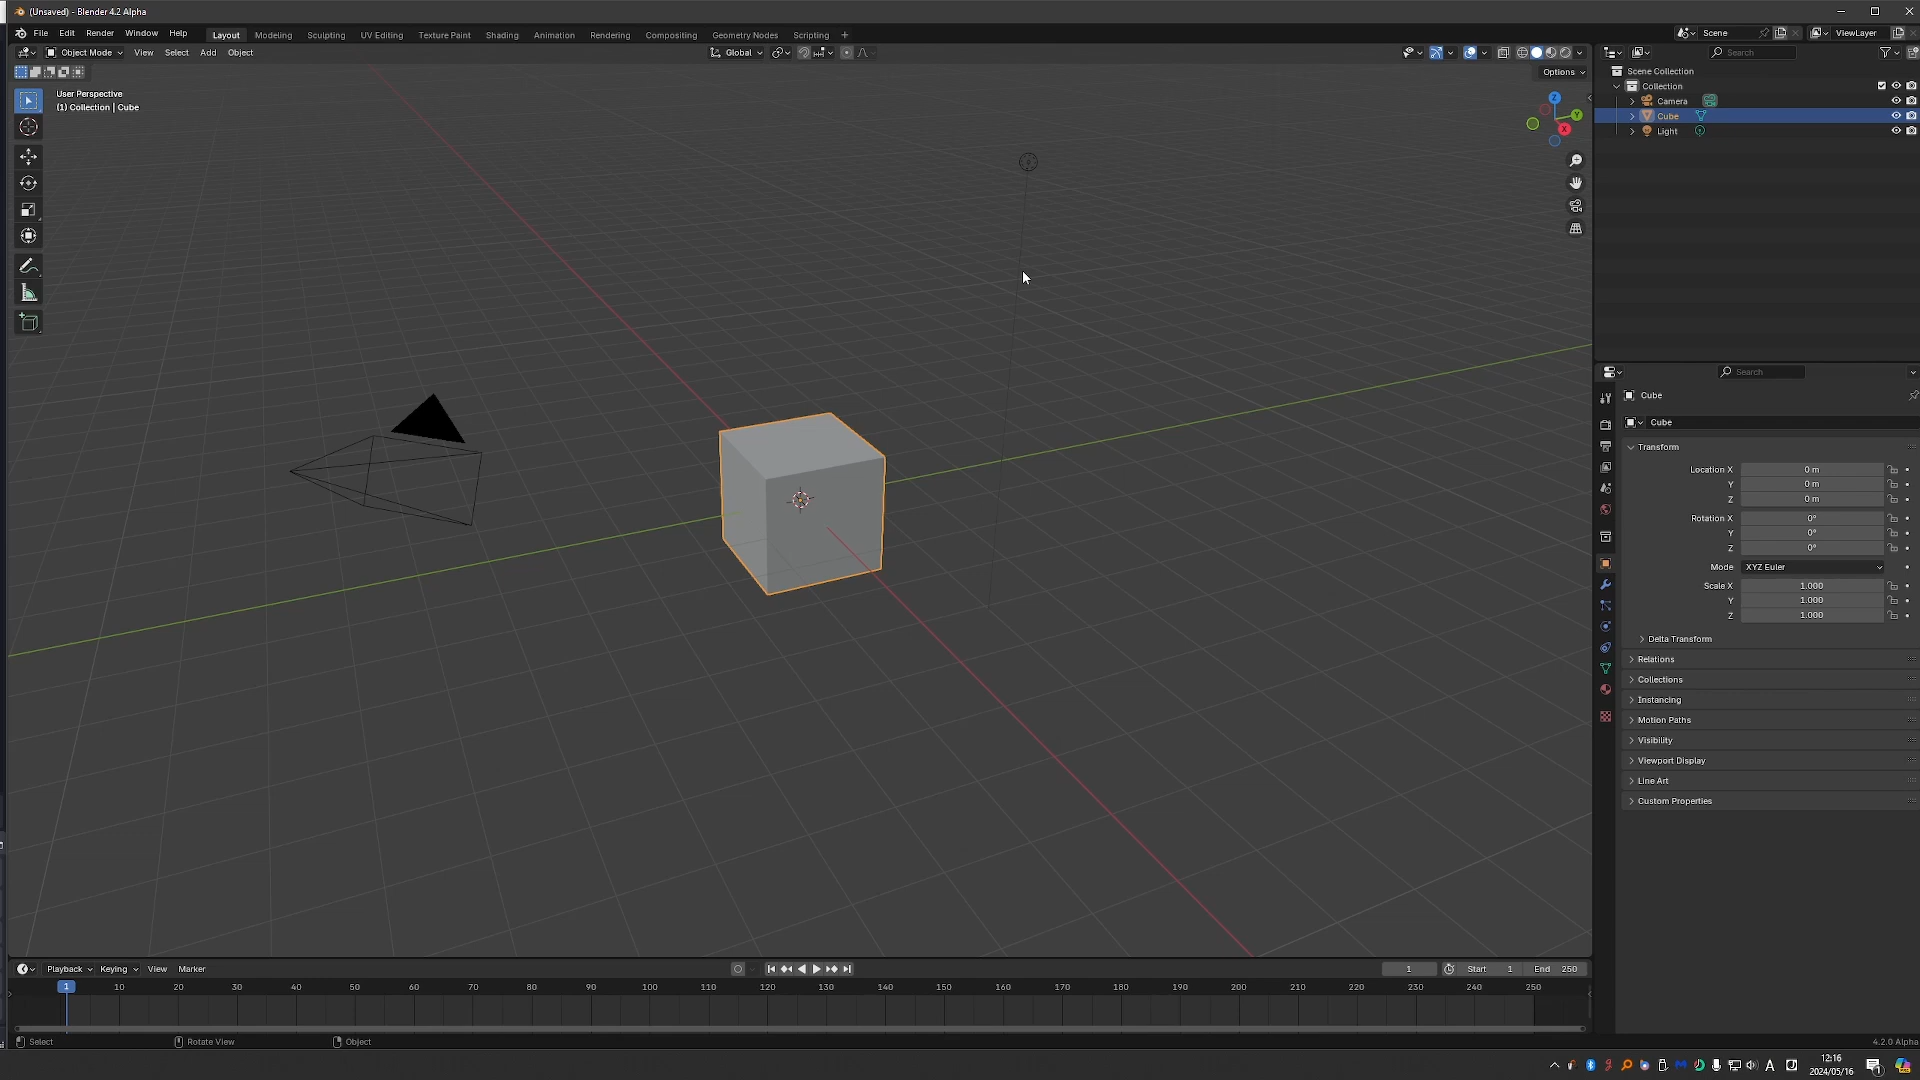 (Unsaved) - Blender 4.2 Alpha
File Edit Render Window Help Layout Modeling Sculpting UV Editing Texture Paint Shading Animation Rendering Compositing Geometry Nodes Scripting + Scene ViewLayer
Object Mode View Select Add Object Global Search
Options
User Perspective
(1) Collection | Cube
Z
Y
X
Scene Collection
Collection
Camera
Cube
Light
Search
Cube
Cube
Transform
Location X 0 m
Y 0 m
Z 0 m
Rotation X 0°
Y 0°
Z 0°
Mode XYZ Euler
Scale X 1.000
Y 1.000
Z 1.000
Delta Transform
Relations
Collections
Instancing
Motion Paths
Visibility
Viewport Display
Line Art
Custom Properties
Playback Keying View Marker 1 Start 1 End 250
1 10 20 30 40 50 60 70 80 90 100 110 120 130 140 150 160 170 180 190 200 210 220 230 240 250
Select Rotate View Object 4.2.0 Alpha
A 12:16
2024/05/16
1